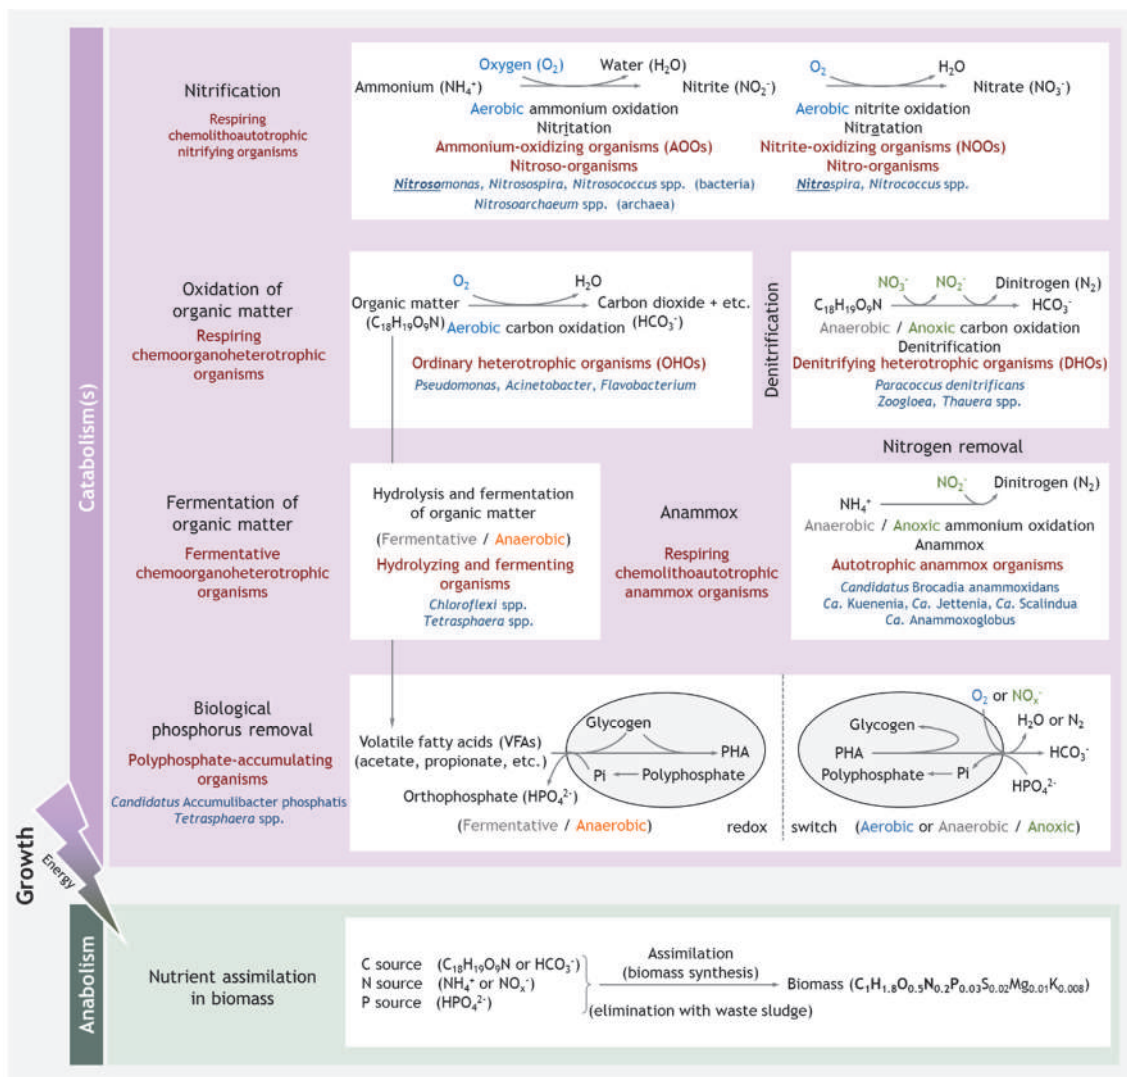 Growth
Energy
Catabolism(s)
Nitrification
Respiring
chemolithoautotrophic
nitrifying organisms
Oxygen (O₂)
Water (H₂O)
Ammonium (NH₄⁺)
Nitrite (NO₂⁻)
Aerobic ammonium oxidation
Nitritation
Ammonium-oxidizing organisms (AOOs)
Nitroso-organisms
Nitrosomonas, Nitrosospira, Nitrosococcus spp. (bacteria)
Nitrosoarchaeum spp. (archaea)
O₂
H₂O
Nitrate (NO₃⁻)
Aerobic nitrite oxidation
Nitratation
Nitrite-oxidizing organisms (NOOs)
Nitro-organisms
Nitrospira, Nitrococcus spp.
Oxidation of
organic matter
Respiring
chemoorganoheterotrophic
organisms
O₂
H₂O
Organic matter
(C₁₈H₁₉O₉N)
Carbon dioxide + etc.
(HCO₃⁻)
Aerobic carbon oxidation
Ordinary heterotrophic organisms (OHOs)
Pseudomonas, Acinetobacter, Flavobacterium
Denitrification
NO₃⁻
NO₂⁻
Dinitrogen (N₂)
C₁₈H₁₉O₉N
HCO₃⁻
Anaerobic / Anoxic carbon oxidation
Denitrification
Denitrifying heterotrophic organisms (DHOs)
Paracoccus denitrificans
Zoogloea, Thauera spp.
Nitrogen removal
Fermentation of
organic matter
Fermentative
chemoorganoheterotrophic
organisms
Hydrolysis and fermentation
of organic matter
(Fermentative / Anaerobic)
Hydrolyzing and fermenting
organisms
Chloroflexi spp.
Tetrasphaera spp.
Anammox
Respiring
chemolithoautotrophic
anammox organisms
NO₂⁻
Dinitrogen (N₂)
NH₄⁺
Anaerobic / Anoxic ammonium oxidation
Anammox
Autotrophic anammox organisms
Candidatus Brocadia anammoxidans
Ca. Kuenenia, Ca. Jettenia, Ca. Scalindua
Ca. Anammoxoglobus
Biological
phosphorus removal
Polyphosphate-accumulating
organisms
Candidatus Accumulibacter phosphatis
Tetrasphaera spp.
Volatile fatty acids (VFAs)
(acetate, propionate, etc.)
Orthophosphate (HPO₄²⁻)
Glycogen
PHA
Pi
Polyphosphate
(Fermentative / Anaerobic)
redox
switch
O₂ or NOₓ⁻
Glycogen
H₂O or N₂
PHA
HCO₃⁻
Polyphosphate
Pi
HPO₄²⁻
(Aerobic or Anaerobic / Anoxic)
Anabolism
Nutrient assimilation
in biomass
C source (C₁₈H₁₉O₉N or HCO₃⁻)
N source (NH₄⁺ or NOₓ⁻)
P source (HPO₄²⁻)
Assimilation
(biomass synthesis)
(elimination with waste sludge)
Biomass (C₁H₁.₈O₀.₅N₀.₂P₀.₀₃S₀.₀₂Mg₀.₀₁K₀.₀₀₈)